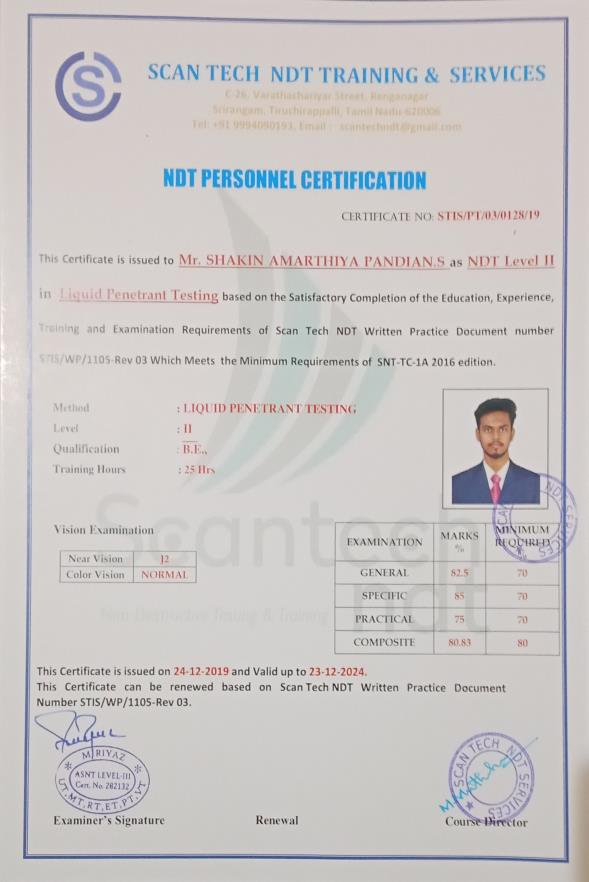 SCAN TECH NDT TRAINING & SERVICES
C-26, Varathachariyar Street, Renganagar
Srirangam, Tiruchirappalli, Tamil Nadu-620006
Tel: +91 9994090193, Email : scantechndt@gmail.com
NDT PERSONNEL CERTIFICATION
CERTIFICATE NO: STIS/PT/03/0128/19
This Certificate is issued to Mr. SHAKIN AMARTHIYA PANDIAN.S as NDT Level II
in Liquid Penetrant Testing based on the Satisfactory Completion of the Education, Experience,
Training and Examination Requirements of Scan Tech NDT Written Practice Document number
STIS/WP/1105-Rev 03 Which Meets the Minimum Requirements of SNT-TC-1A 2016 edition.
Method : LIQUID PENETRANT TESTING
Level : II
Qualification : B.E.,
Training Hours : 25 Hrs
Scantech
ndt
Non Destructive Testing & Training
Vision Examination
Near Vision J2
Color Vision NORMAL
EXAMINATION MARKS % MINIMUM REQUIRED
GENERAL 82.5 70
SPECIFIC 85 70
PRACTICAL 75 70
COMPOSITE 80.83 80
This Certificate is issued on 24-12-2019 and Valid up to 23-12-2024.
This Certificate can be renewed based on Scan Tech NDT Written Practice Document
Number STIS/WP/1105-Rev 03.
M.RIYAZ
ASNT LEVEL-III
Cert. No. 282132
UT,MT,RT,ET,PT,VT
SCAN TECH NDT SERVICES
Examiner's Signature Renewal Course Director